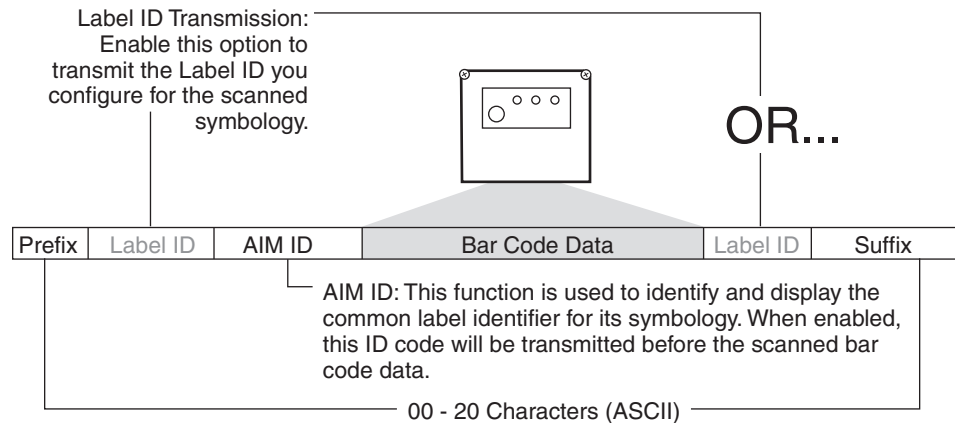 Label ID Transmission:
Enable this option to
transmit the Label ID you
configure for the scanned
symbology.
OR...
Prefix Label ID AIM ID Bar Code Data Label ID Suffix
AIM ID: This function is used to identify and display the
common label identifier for its symbology. When enabled,
this ID code will be transmitted before the scanned bar
code data.
00 - 20 Characters (ASCII)